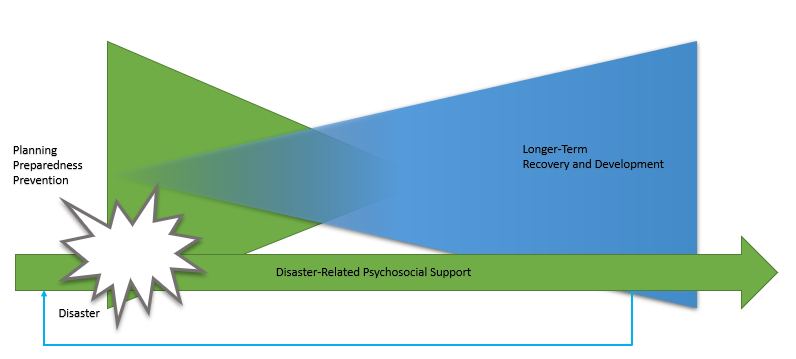 Planning
Preparedness
Prevention
Longer-Term
Recovery and Development
Disaster-Related Psychosocial Support
Disaster